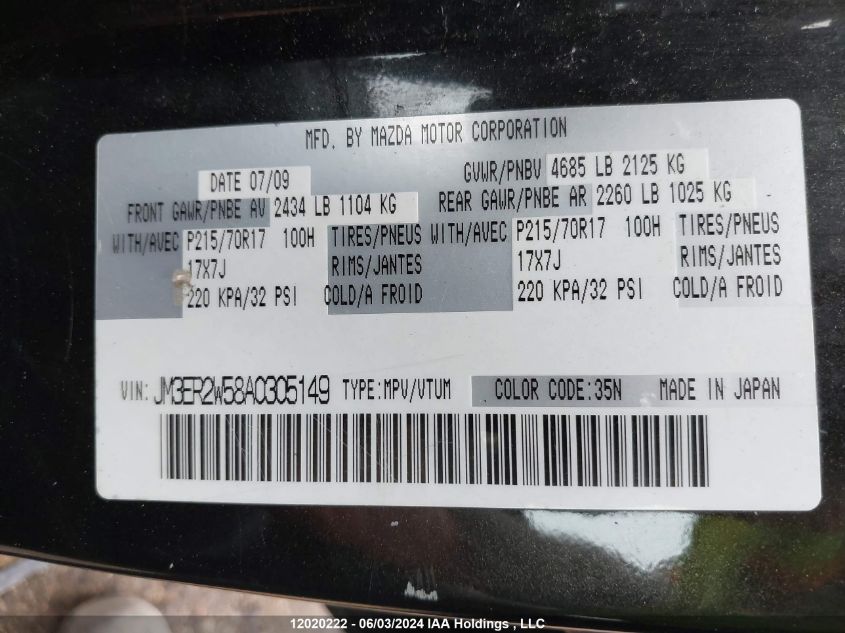 MFD. BY MAZDA MOTOR CORPORATION
DATE 07/09 GVWR/PNBV 4685 LB 2125 KG
FRONT GAWR/PNBE AV 2434 LB 1104 KG REAR GAWR/PNBE AR 2260 LB 1025 KG
WITH/AVEC P215/70R17 100H TIRES/PNEUS WITH/AVEC P215/70R17 100H TIRES/PNEUS
17X7J RIMS/JANTES 17X7J RIMS/JANTES
220 KPA/32 PSI COLD/A FROID 220 KPA/32 PSI COLD/A FROID
VIN: JM3ER2W58A0305149 TYPE:MPV/VTUM COLOR CODE:35N MADE IN JAPAN
12020222 - 06/03/2024 IAA Holdings, LLC.